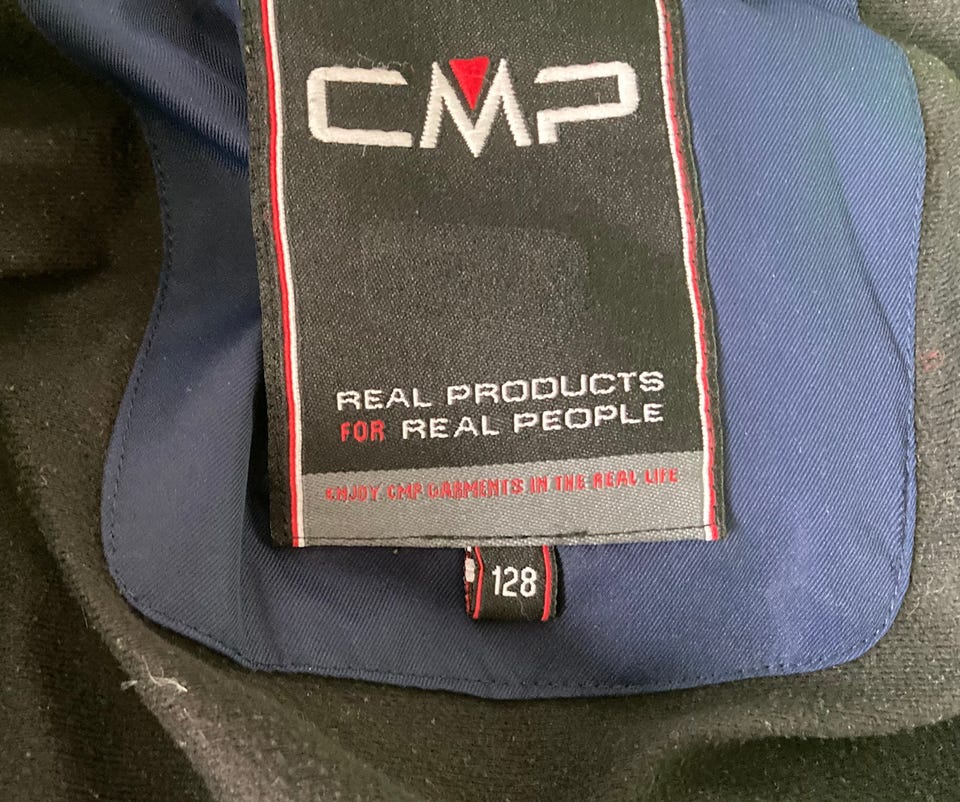 CMP
REAL PRODUCTS
FOR REAL PEOPLE
ENJOY CMP GARMENTS IN THE REAL LIFE
128